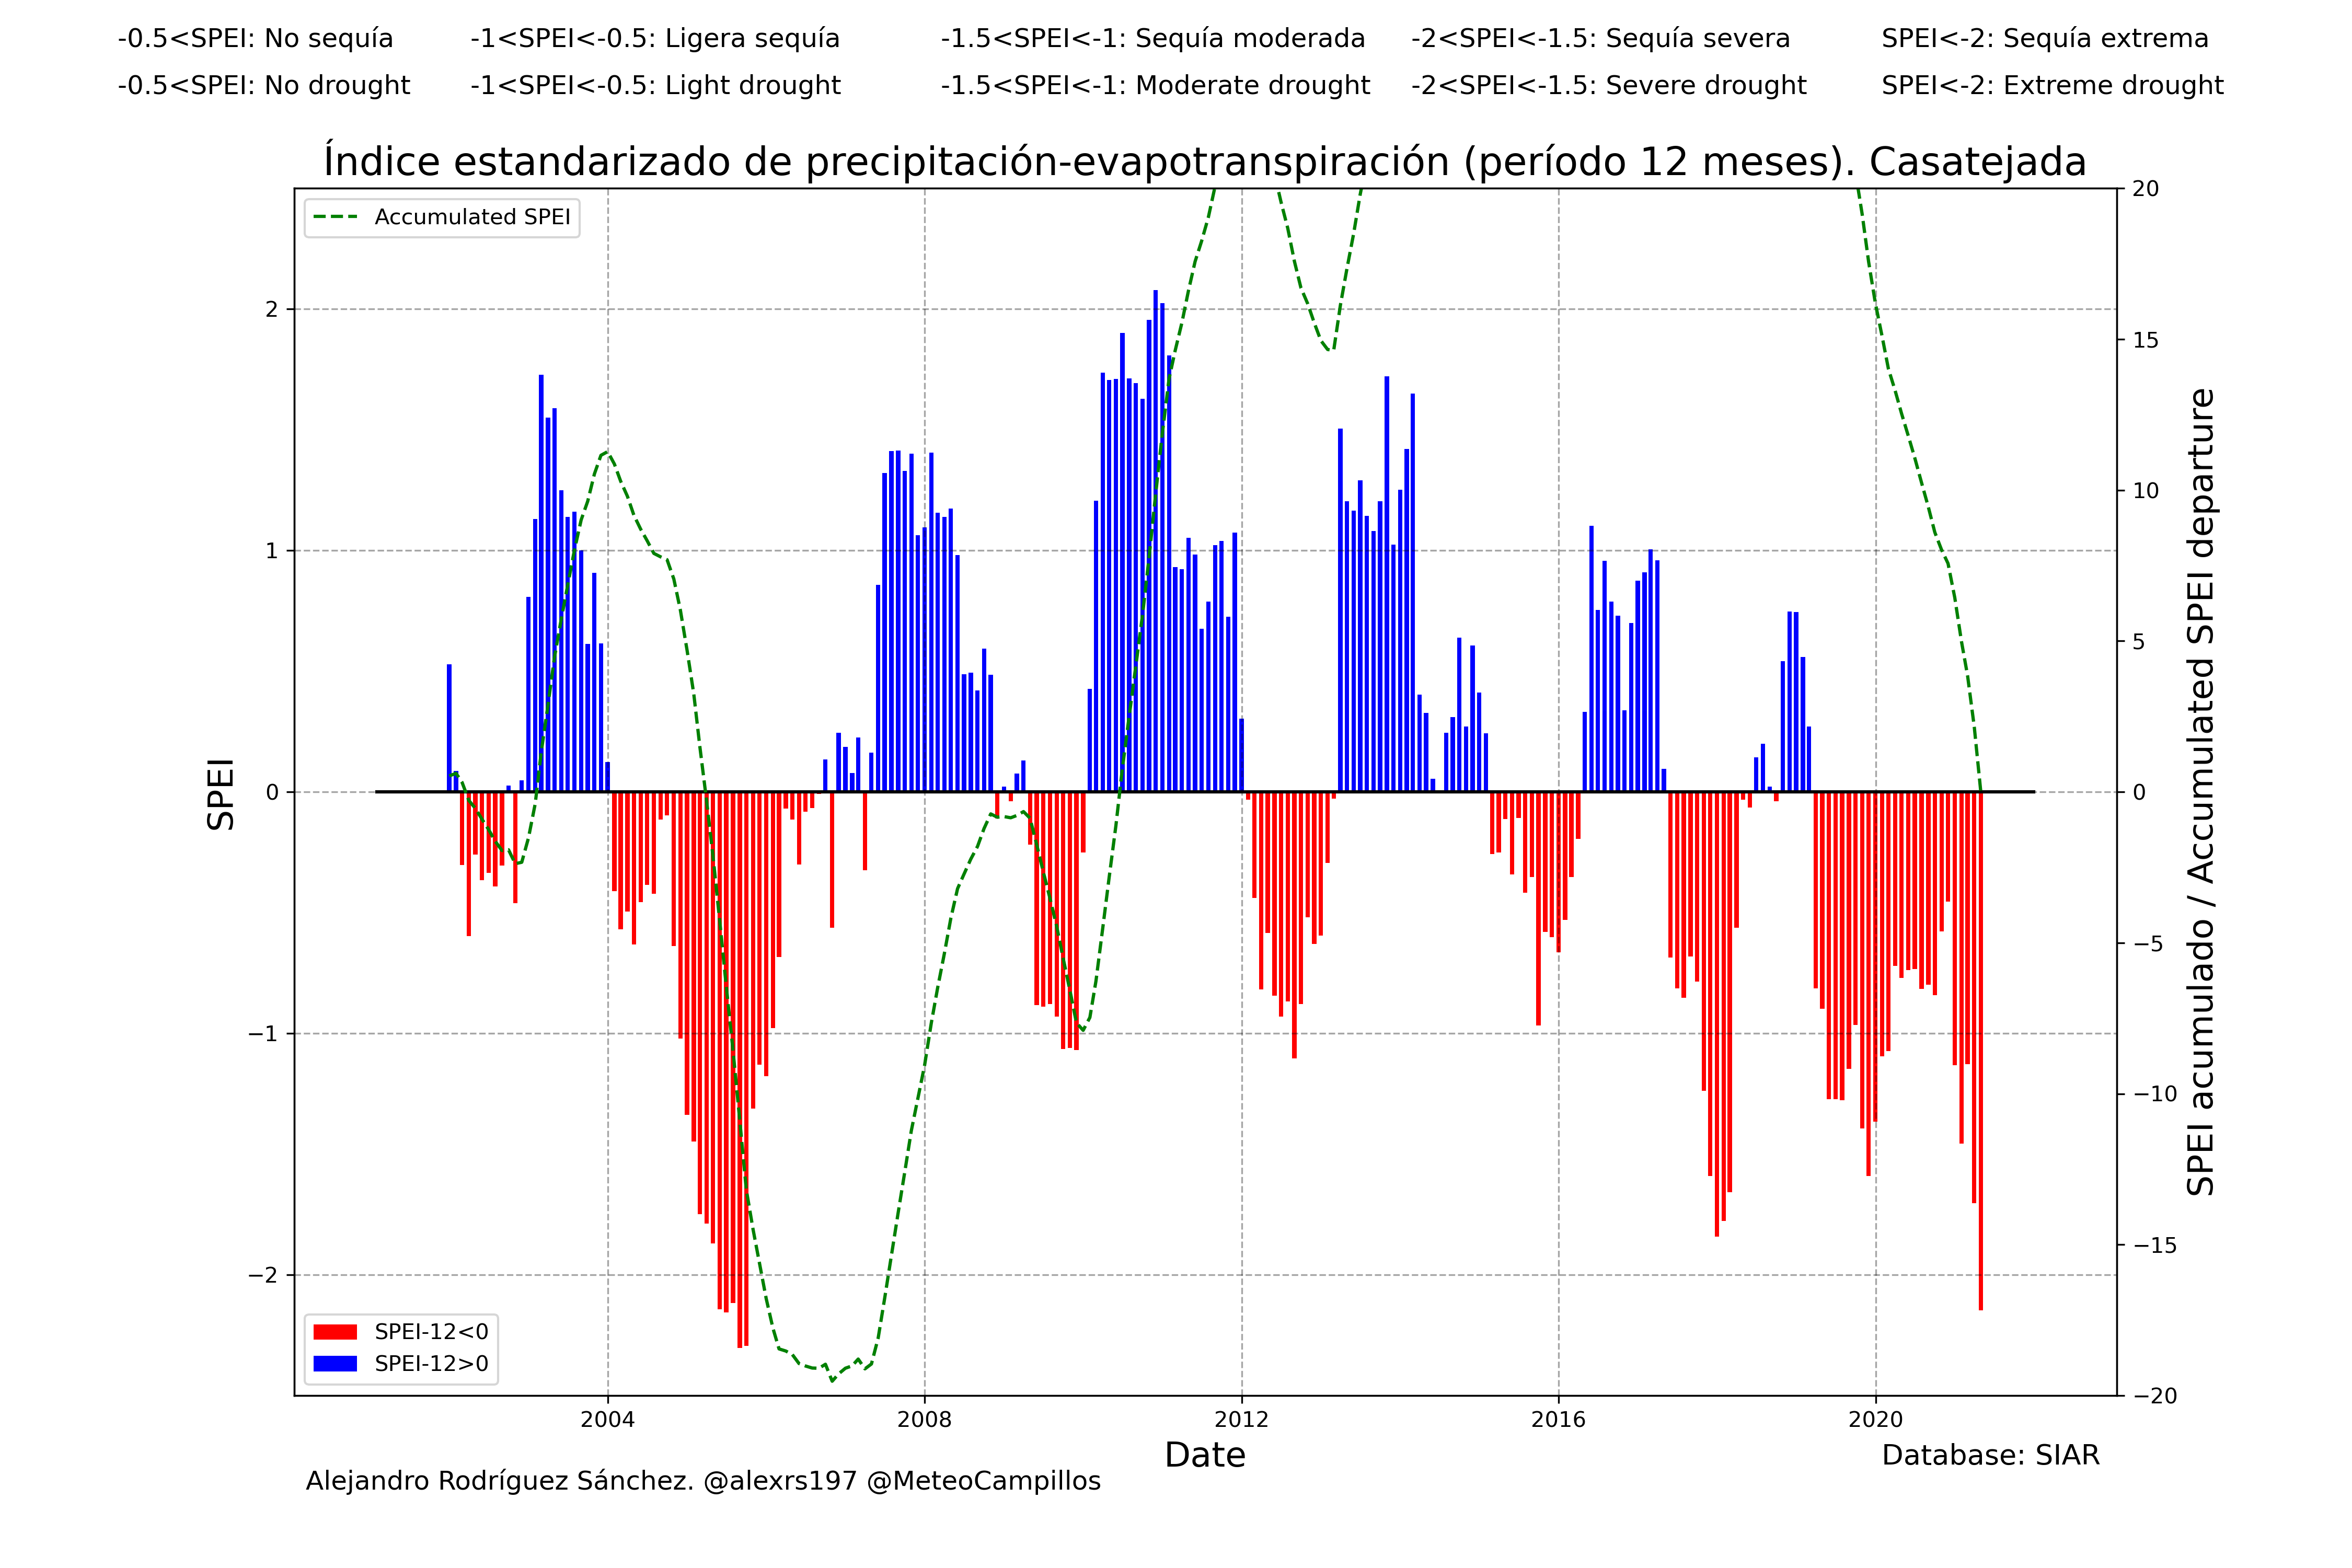 -0.5<SPEI: No sequía -1<SPEI<-0.5: Ligera sequía -1.5<SPEI<-1: Sequía moderada -2<SPEI<-1.5: Sequía severa SPEI<-2: Sequía extrema
-0.5<SPEI: No drought -1<SPEI<-0.5: Light drought -1.5<SPEI<-1: Moderate drought -2<SPEI<-1.5: Severe drought SPEI<-2: Extreme drought
Índice estandarizado de precipitación-evapotranspiración (período 12 meses). Casatejada
Accumulated SPEI
SPEI
2
1
0
−1
−2
20
15
10
5
0
−5
−10
−15
−20
SPEI acumulado / Accumulated SPEI departure
SPEI-12<0
SPEI-12>0
2004 2008 2012 2016 2020
Date
Database: SIAR
Alejandro Rodríguez Sánchez. @alexrs197 @MeteoCampillos